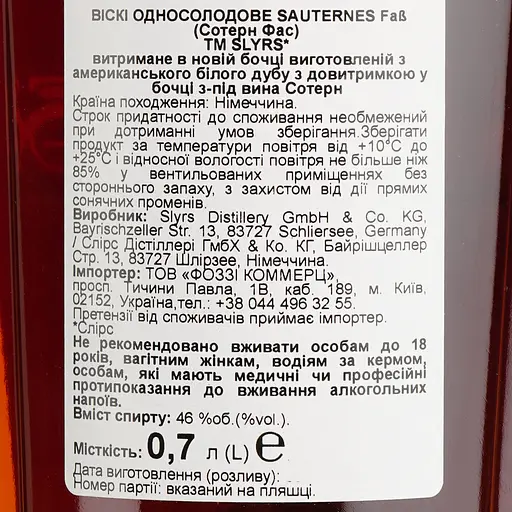 ВІСКІ ОДНОСОЛОДОВЕ SAUTERNES Faß
(Сотерн Фас)
ТМ SLYRS*
витримане в новій бочці виготовленій з
американського білого дубу з довитримкою у
бочці з-під вина Сотерн
Країна походження: Німеччина.
Строк придатності до споживання необмежений
при дотриманні умов зберігання.Зберігати
продукт за температури повітря від +10°С до
+25°С і відносної вологості повітря не більше ніж
85% у вентильованих приміщеннях без
стороннього запаху, з захистом від дії прямих
сонячних променів.
Виробник: Slyrs Distillery GmbH & Co. KG,
Bayrischzeller Str. 13, 83727 Schliersee, Germany
/ Слірс Дістіллері ГмбХ & Ко. КГ, Байрішцеллер
Стр. 13, 83727 Шлірзее, Німеччина.
Імпортер: ТОВ «ФОЗЗІ КОММЕРЦ»,
просп. Тичини Павла, 1В, каб. 189, м. Київ,
02152, Україна,тел.: +38 044 496 32 55.
Претензії від споживачів приймає імпортер.
*Слірс
Не рекомендовано вживати особам до 18
років, вагітним жінкам, водіям за кермом,
особам, які мають медичні чи професійні
протипоказання до вживання алкогольних
напоїв.
Вміст спирту: 46 %об.(%vol.).
Місткість: 0,7 л (L) ℮
Дата виготовлення (розливу):
Номер партії: вказаний на пляшці.